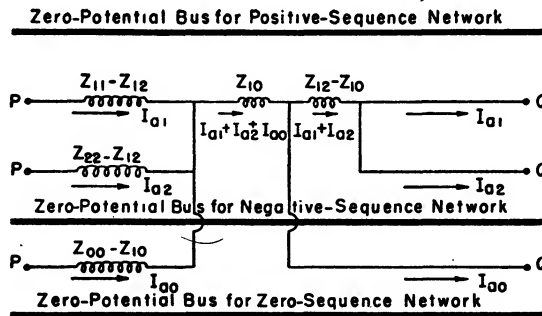 Zero-Potential Bus for Positive-Sequence Network
Z11-Z12 Z10 Z12-Z10
P Q
Ia1 Ia1+Ia2+I00 Ia1+Ia2 Ia1
Z22-Z12
P Q
Ia2 Ia2
Zero-Potential Bus for Negative-Sequence Network
Z00-Z10
P Q
Ia0 Ia0
Zero-Potential Bus for Zero-Sequence Network